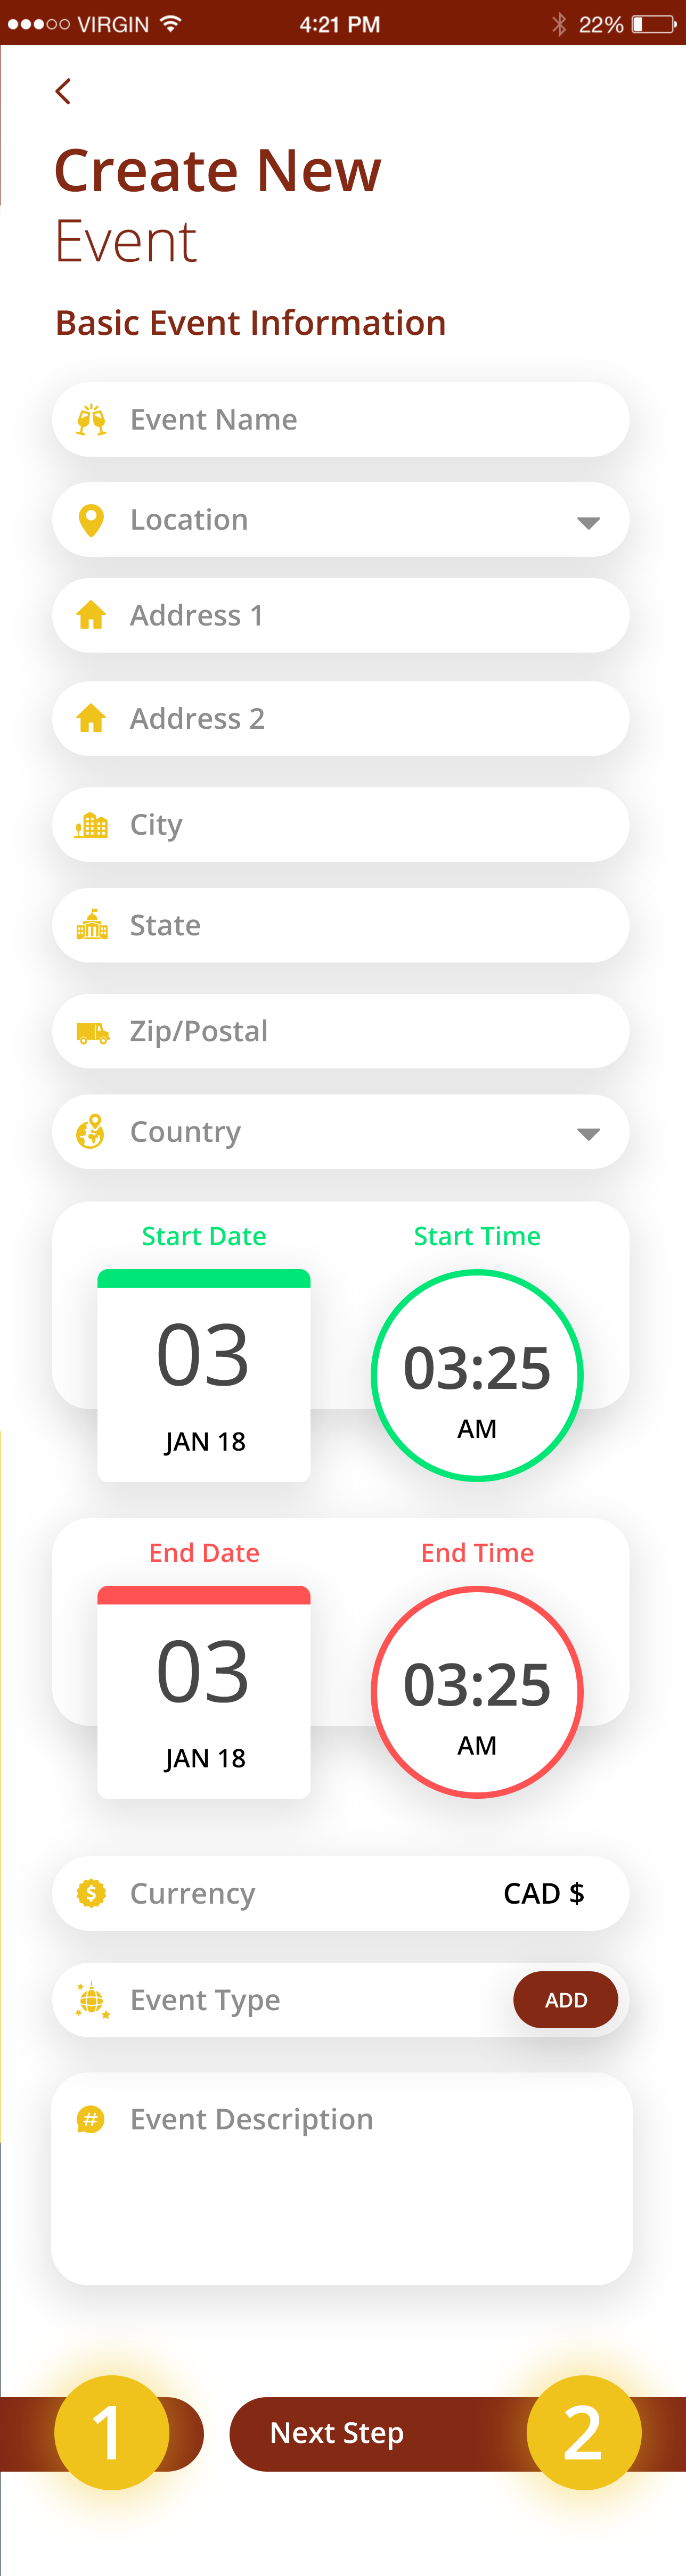 VIRGIN 4:21 PM 22%
Create New
Event
Basic Event Information
Event Name
Location
Address 1
Address 2
City
State
Zip/Postal
Country
Start Date Start Time
03 03:25
JAN 18 AM
End Date End Time
03 03:25
JAN 18 AM
$ Currency CAD $
Event Type ADD
# Event Description
1 Next Step 2